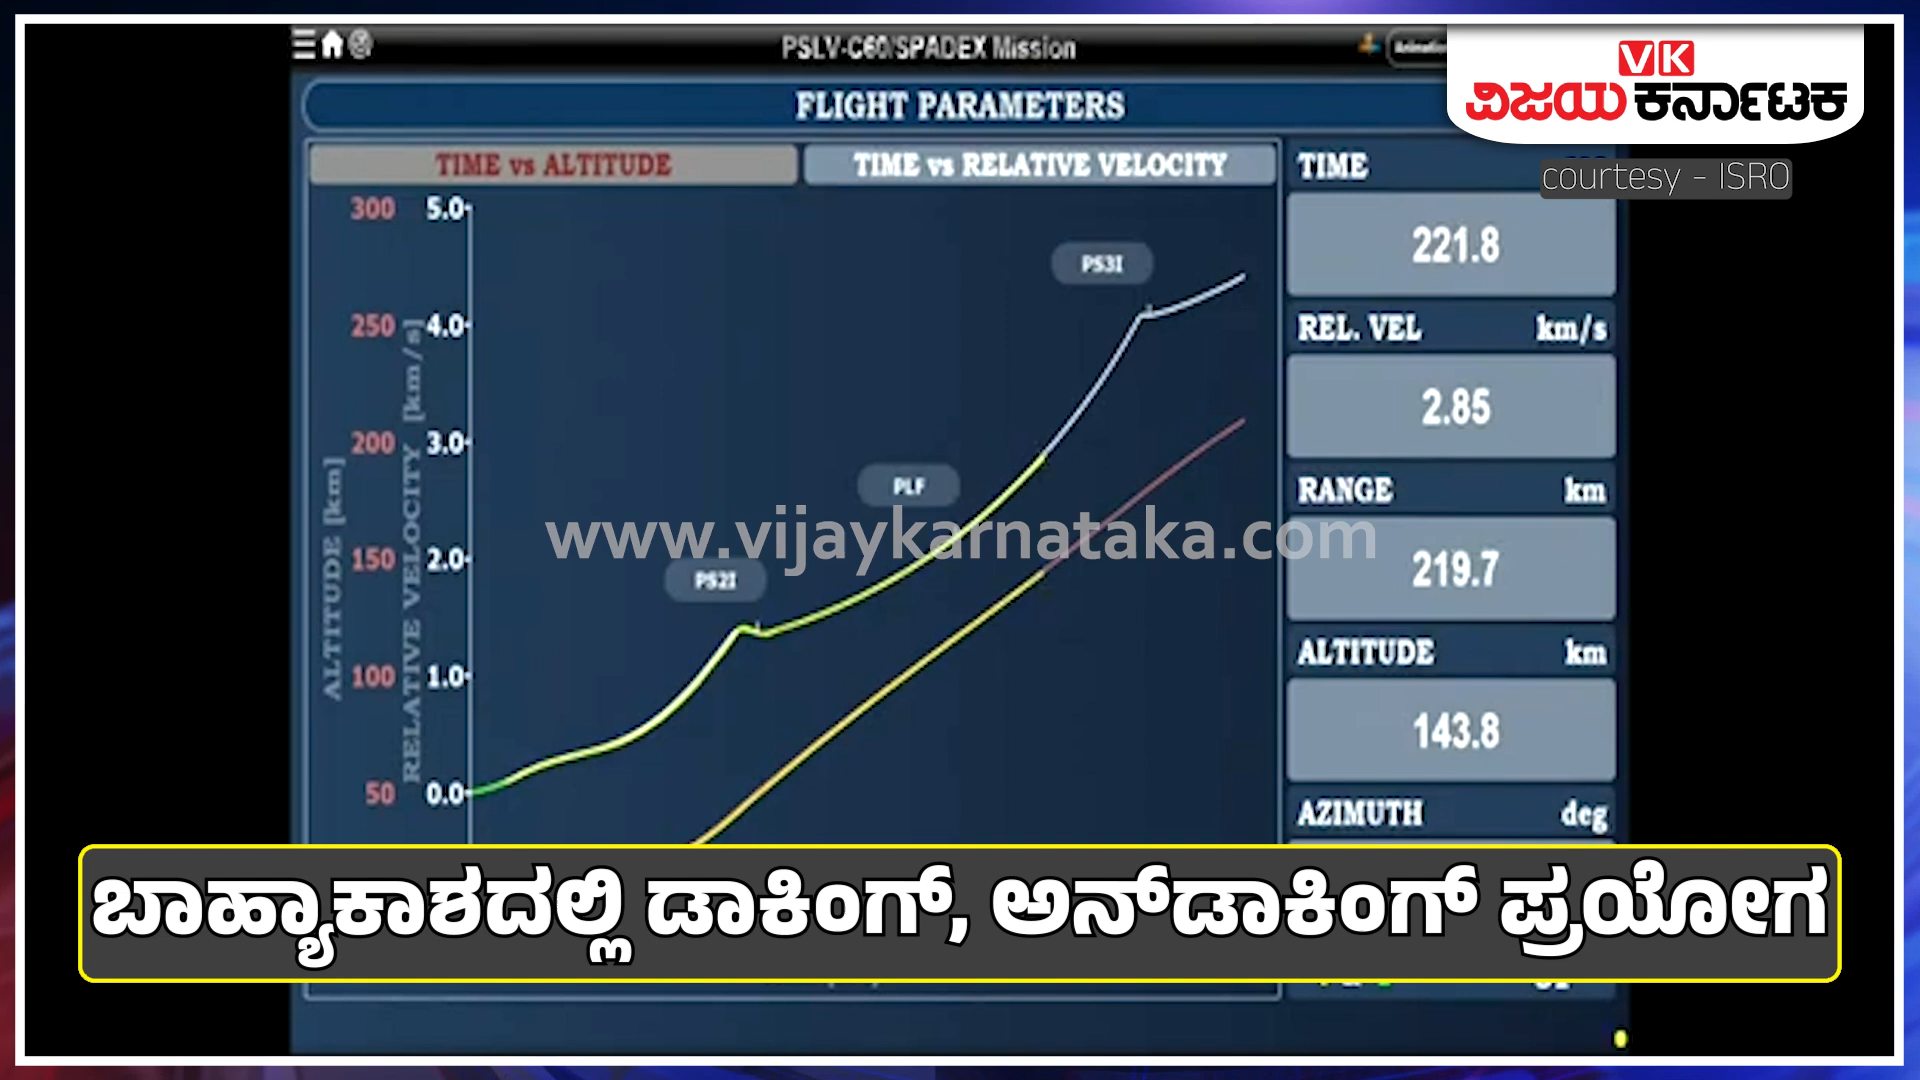 PSLV-C60/SPADEX Mission
Animation
VK
ವಿಜಯ ಕರ್ನಾಟಕ
courtesy - ISRO
FLIGHT PARAMETERS
TIME vs ALTITUDE
TIME vs RELATIVE VELOCITY
300 5.0
250 4.0
200 3.0
150 2.0
100 1.0
50 0.0
ALTITUDE [km]
RELATIVE VELOCITY [km/s]
PS3I
PLF
PS2I
TIME
221.8
REL. VEL km/s
2.85
RANGE km
219.7
ALTITUDE km
143.8
AZIMUTH deg
www.vijaykarnataka.com
ಬಾಹ್ಯಾಕಾಶದಲ್ಲಿ ಡಾಕಿಂಗ್, ಅನ್‌ಡಾಕಿಂಗ್ ಪ್ರಯೋಗ